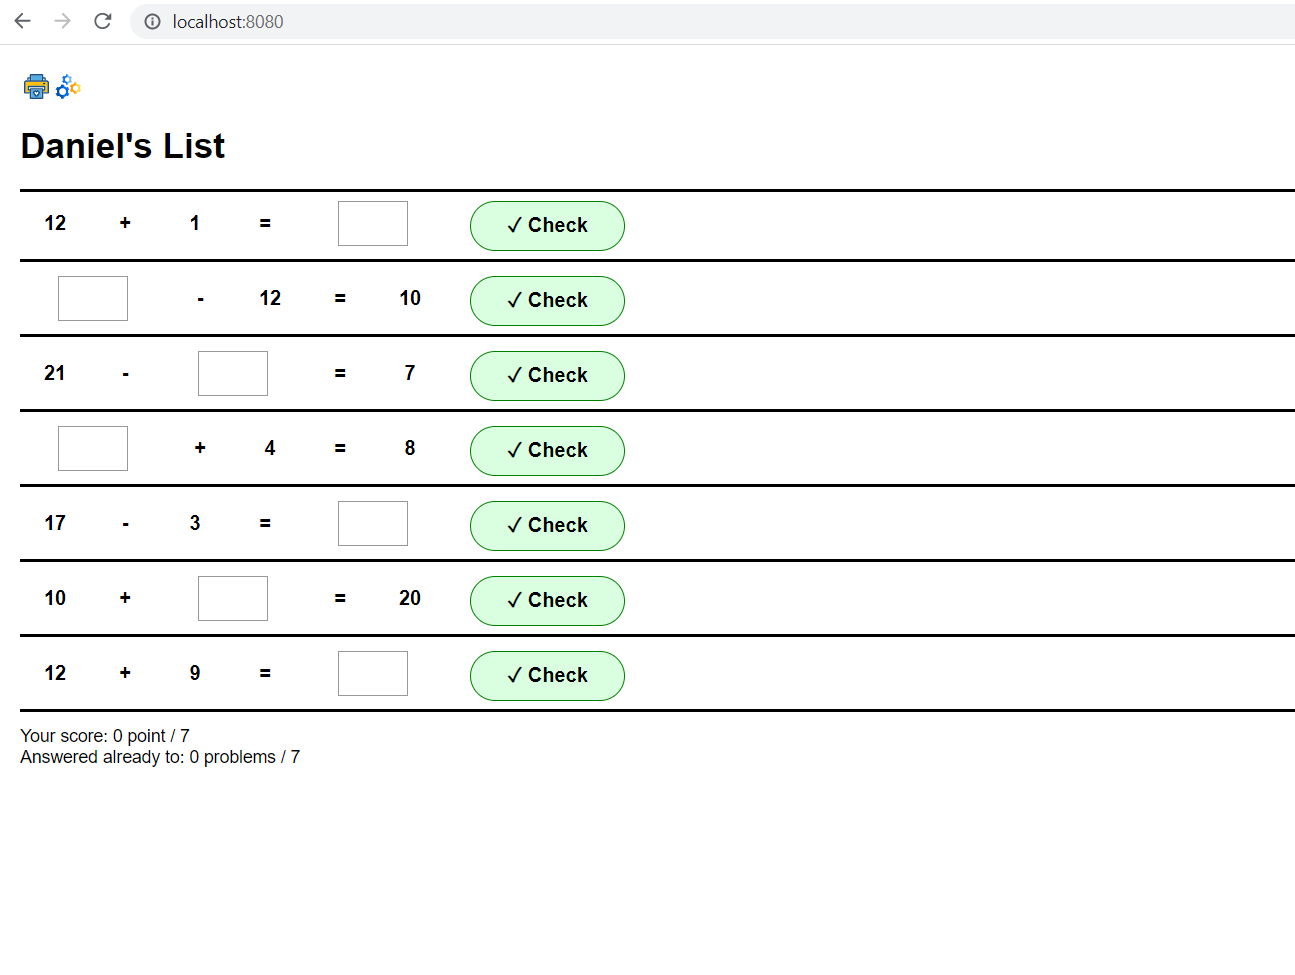 localhost:8080
Daniel's List
12 + 1 = ✓ Check
- 12 = 10 ✓ Check
21 - = 7 ✓ Check
+ 4 = 8 ✓ Check
17 - 3 = ✓ Check
10 + = 20 ✓ Check
12 + 9 = ✓ Check
Your score: 0 point / 7
Answered already to: 0 problems / 7